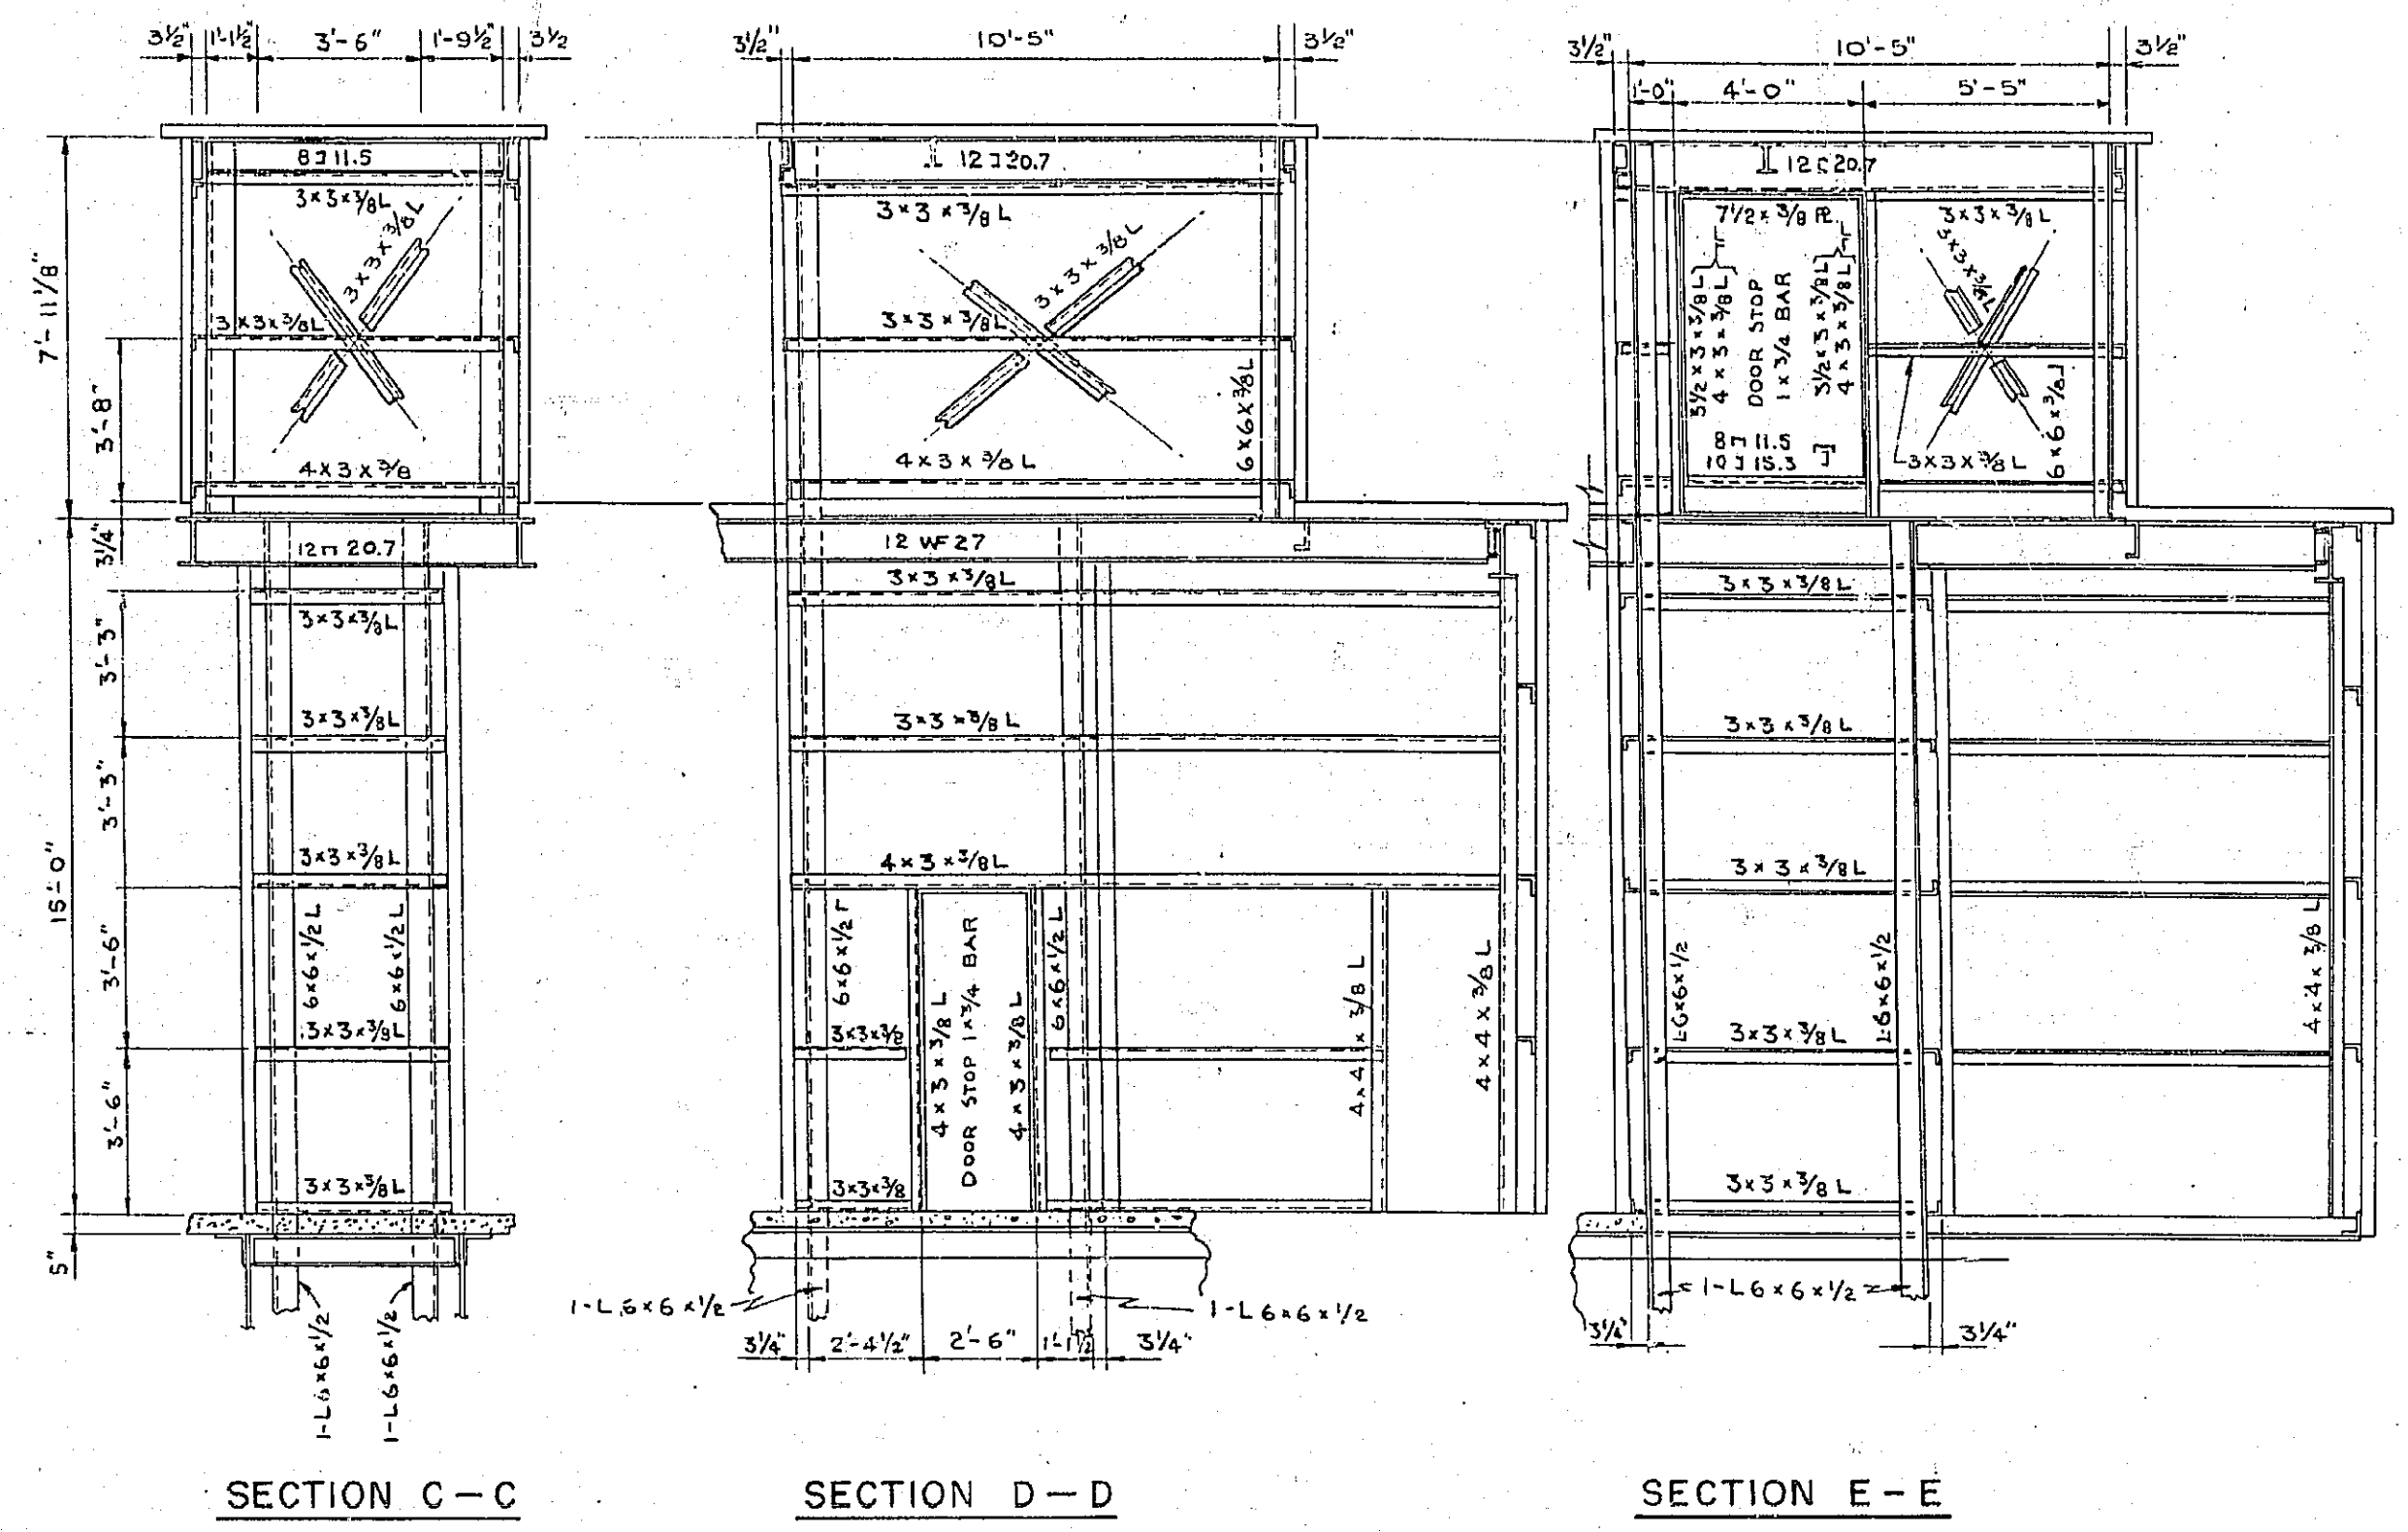 3½" 1'-1½" 3'-6" 1'-9½" 3½
8 ⊐ 11.5
3×3×3/8L
3×3×3/8L
3×3×3/8L
4×3×3/8
7'-11 1/8"
3'-8"
3¼"
12 ⊓ 20.7
3×3×3/8L
3'-3"
3×3×3/8L
3'-3"
3×3×3/8L
15'-0"
6×6×½L
6×6×½L
3'-6"
3×3×3/8L
3'-6"
3×3×3/8L
5"
1-L6×6×½
1-L6×6×½
SECTION C-C
3½" 10'-5" 3½"
12 ⊐ 20.7
3×3×3/8L
3×3×3/8L
3×3×3/8L
6×6×3/8L
4×3×3/8L
12 WF 27
3×3×3/8L
3×3×3/8L
4×3×3/8L
6×6×½ L
4×3×3/8 L
DOOR STOP 1×3/4 BAR
4×3×3/8 L
6×6×½ L
4×4×3/8 L
4×4×3/8 L
3×3×3/8
3×3×3/8
1-L6×6×½
1-L6×6×½
3¼" 2'-4½" 2'-6" 1'-1½ 3¼"
SECTION D-D
3½" 10'-5" 3½"
1'-0" 4'-0" 5'-5"
12 ⊏ 20.7
7½×3/8 PL
3×3×3/8L
3×3×3/8L
3½×3×3/8L
4×3×3/8L
DOOR STOP
1×3/4 BAR
3½×3×3/8L
4×3×3/8L
8 ⊓ 11.5
10 ⊐ 15.3
3×3×3/8L
6×6×3/8L
3×3×3/8L
3×3×3/8L
3×3×3/8L
L6×6×½
L6×6×½
4×4×3/8 L
3×3×3/8L
3×3×3/8L
1-L6×6×½
3¼" 3¼"
SECTION E-E